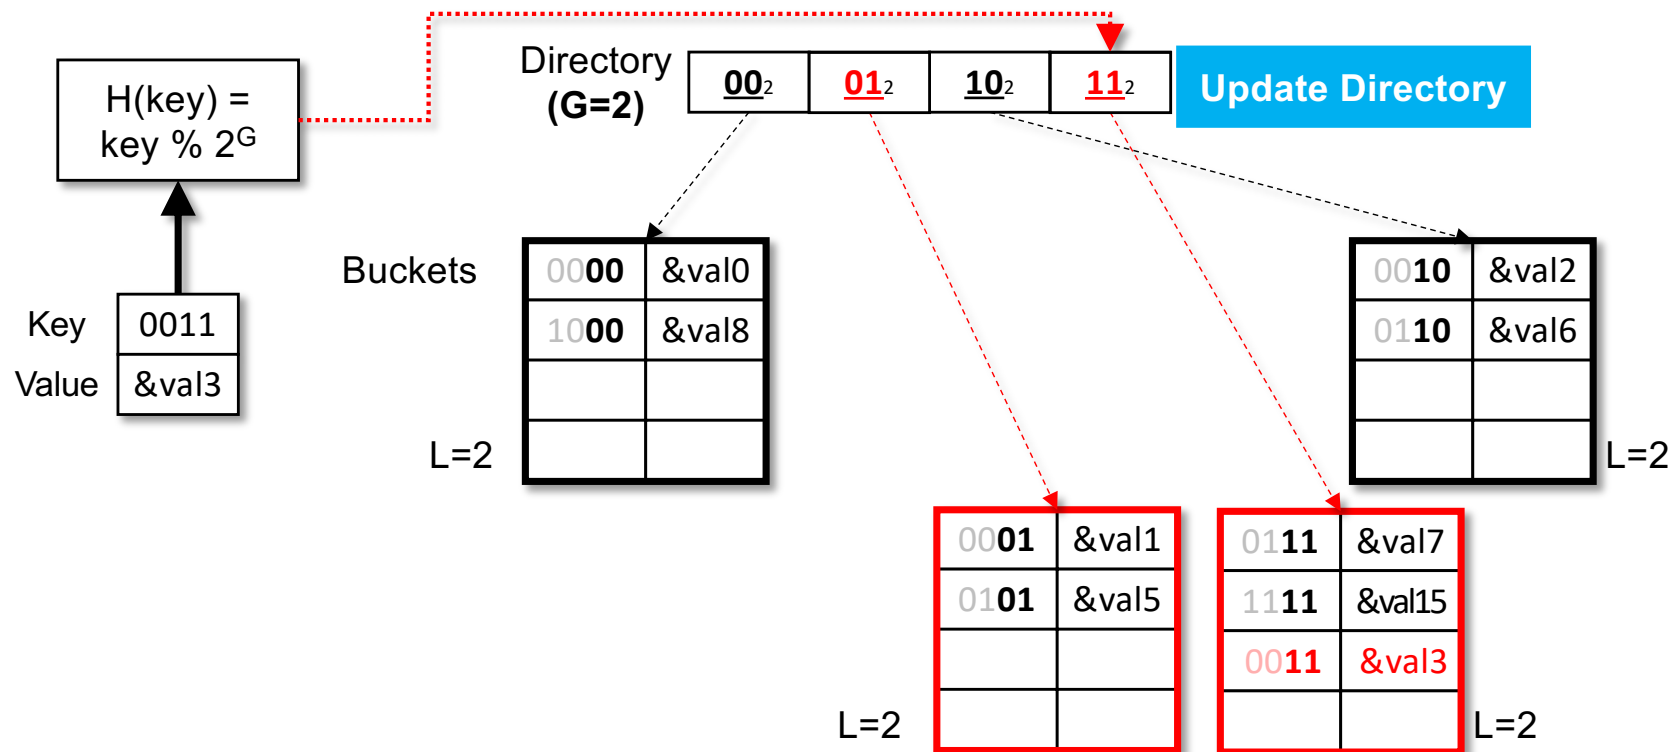 Directory
(G=2)
00₂ 01₂ 10₂ 11₂
Update Directory
H(key) =
key % 2ᴳ
Key 0011
Value &val3
Buckets
0000 &val0
1000 &val8
L=2
0010 &val2
0110 &val6
L=2
0001 &val1
0101 &val5
L=2
0111 &val7
1111 &val15
0011 &val3
L=2